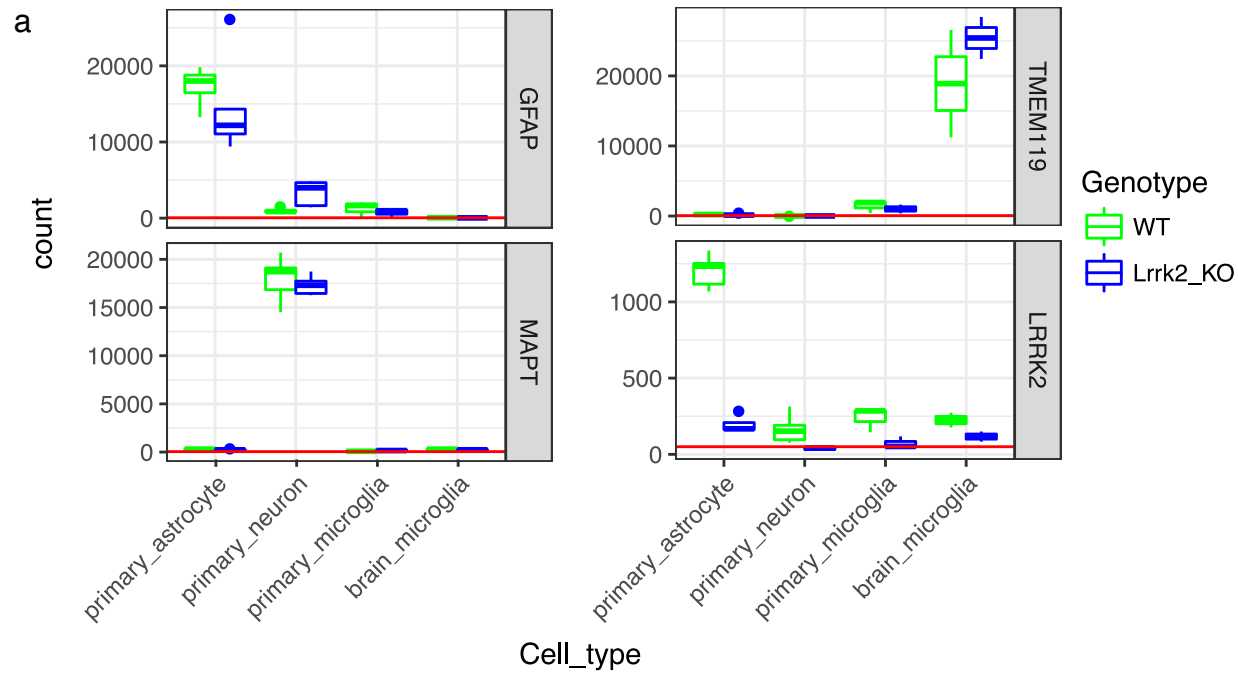 a
count
20000
10000
0
GFAP
20000
15000
10000
5000
0
MAPT
primary_astrocyte
primary_neuron
primary_microglia
brain_microglia
20000
10000
0
TMEM119
1000
500
0
LRRK2
primary_astrocyte
primary_neuron
primary_microglia
brain_microglia
Cell_type
Genotype
WT
Lrrk2_KO